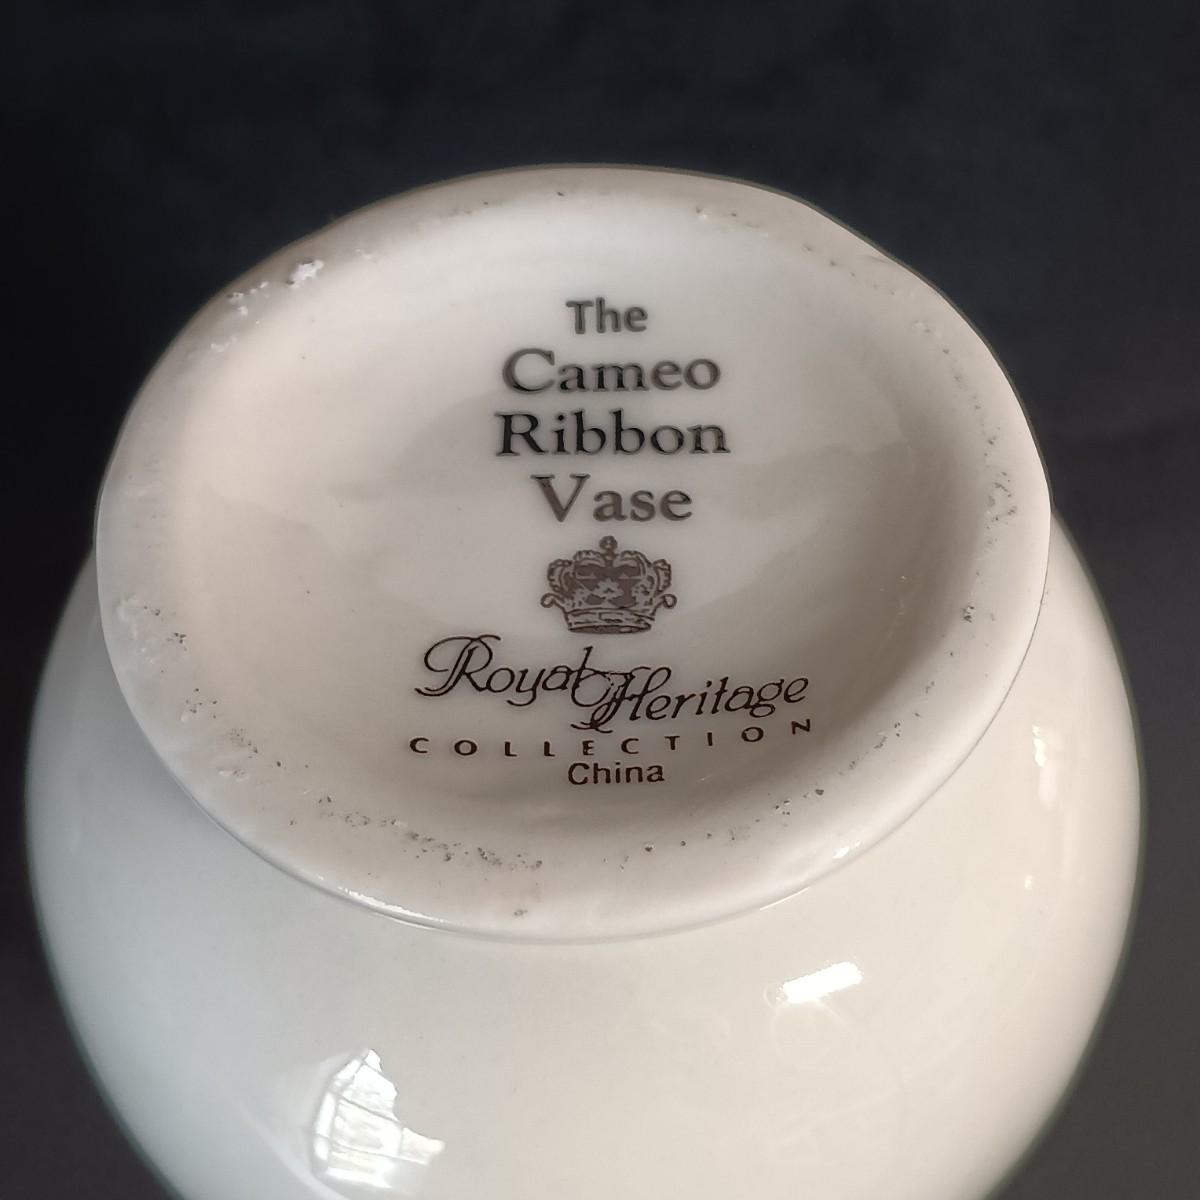 The
Cameo
Ribbon
Vase
Royal Heritage
COLLECTION
China